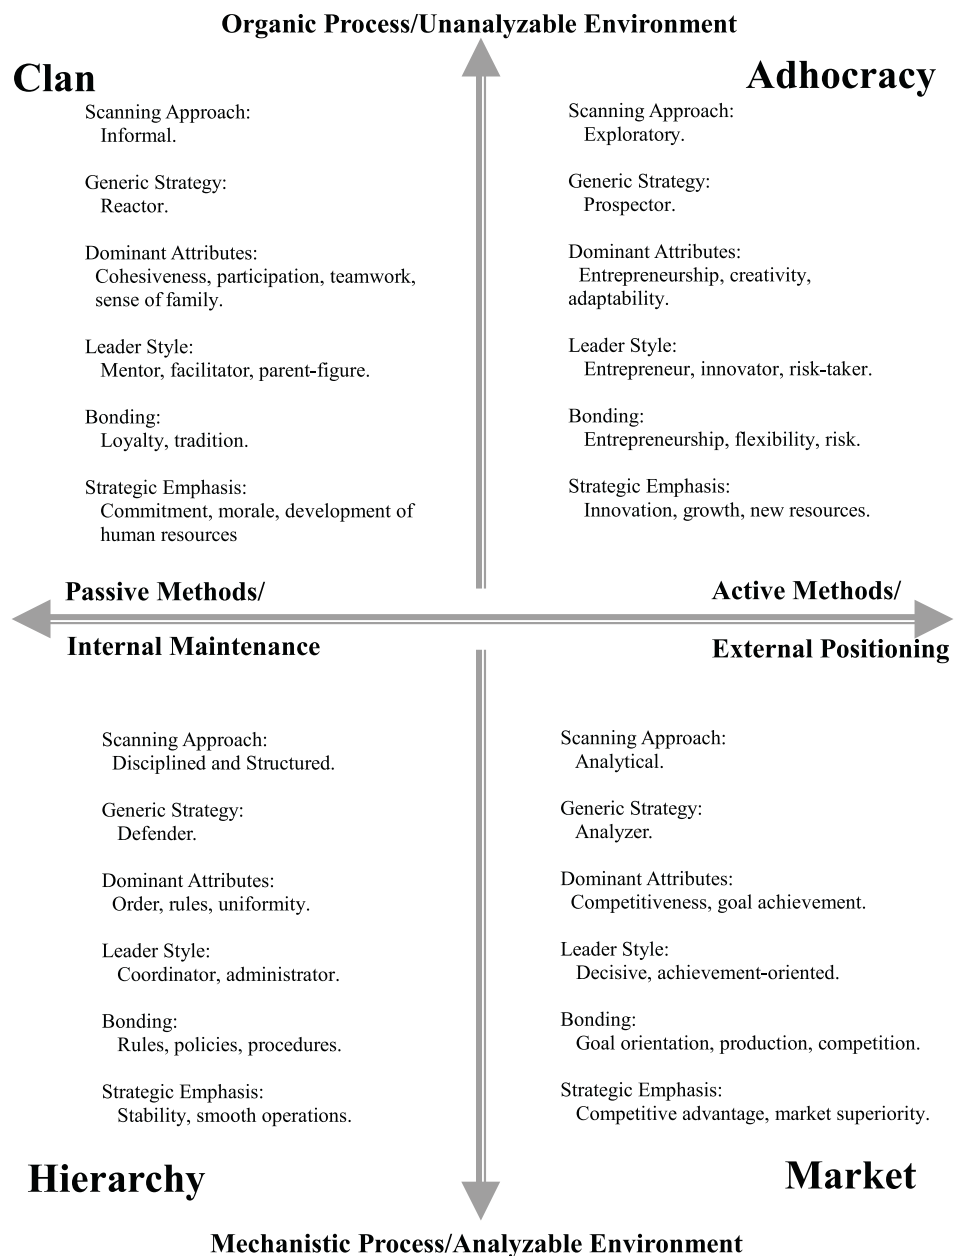 Organic Process/Unanalyzable Environment
Clan
Scanning Approach:
Informal.
Generic Strategy:
Reactor.
Dominant Attributes:
Cohesiveness, participation, teamwork,
sense of family.
Leader Style:
Mentor, facilitator, parent-figure.
Bonding:
Loyalty, tradition.
Strategic Emphasis:
Commitment, morale, development of
human resources
Adhocracy
Scanning Approach:
Exploratory.
Generic Strategy:
Prospector.
Dominant Attributes:
Entrepreneurship, creativity,
adaptability.
Leader Style:
Entrepreneur, innovator, risk-taker.
Bonding:
Entrepreneurship, flexibility, risk.
Strategic Emphasis:
Innovation, growth, new resources.
Passive Methods/
Internal Maintenance
Active Methods/
External Positioning
Scanning Approach:
Disciplined and Structured.
Generic Strategy:
Defender.
Dominant Attributes:
Order, rules, uniformity.
Leader Style:
Coordinator, administrator.
Bonding:
Rules, policies, procedures.
Strategic Emphasis:
Stability, smooth operations.
Hierarchy
Scanning Approach:
Analytical.
Generic Strategy:
Analyzer.
Dominant Attributes:
Competitiveness, goal achievement.
Leader Style:
Decisive, achievement-oriented.
Bonding:
Goal orientation, production, competition.
Strategic Emphasis:
Competitive advantage, market superiority.
Market
Mechanistic Process/Analyzable Environment